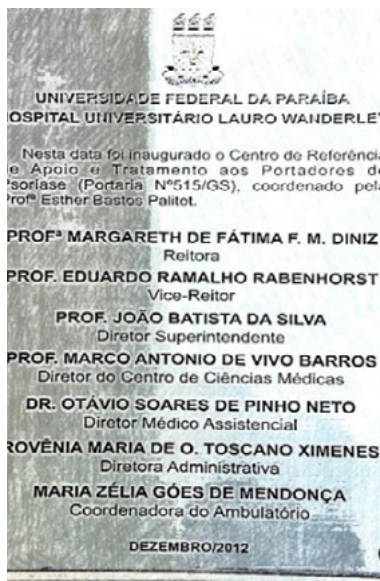 UNIVERSIDADE FEDERAL DA PARAÍBA
OSPITAL UNIVERSITÁRIO LAURO WANDERLEY
Nesta data foi inaugurado o Centro de Referência
e Apoio e Tratamento aos Portadores de
Psoríase (Portaria Nº515/GS), coordenado pela
Profª Esther Bastos Palitot.
PROFª MARGARETH DE FÁTIMA F. M. DINIZ
Reitora
PROF. EDUARDO RAMALHO RABENHORST
Vice-Reitor
PROF. JOÃO BATISTA DA SILVA
Diretor Superintendente
PROF. MARCO ANTONIO DE VIVO BARROS
Diretor do Centro de Ciências Médicas
DR. OTÁVIO SOARES DE PINHO NETO
Diretor Médico Assistencial
ROVÊNIA MARIA DE O. TOSCANO XIMENES
Diretora Administrativa
MARIA ZÉLIA GÓES DE MENDONÇA
Coordenadora do Ambulatório
DEZEMBRO/2012